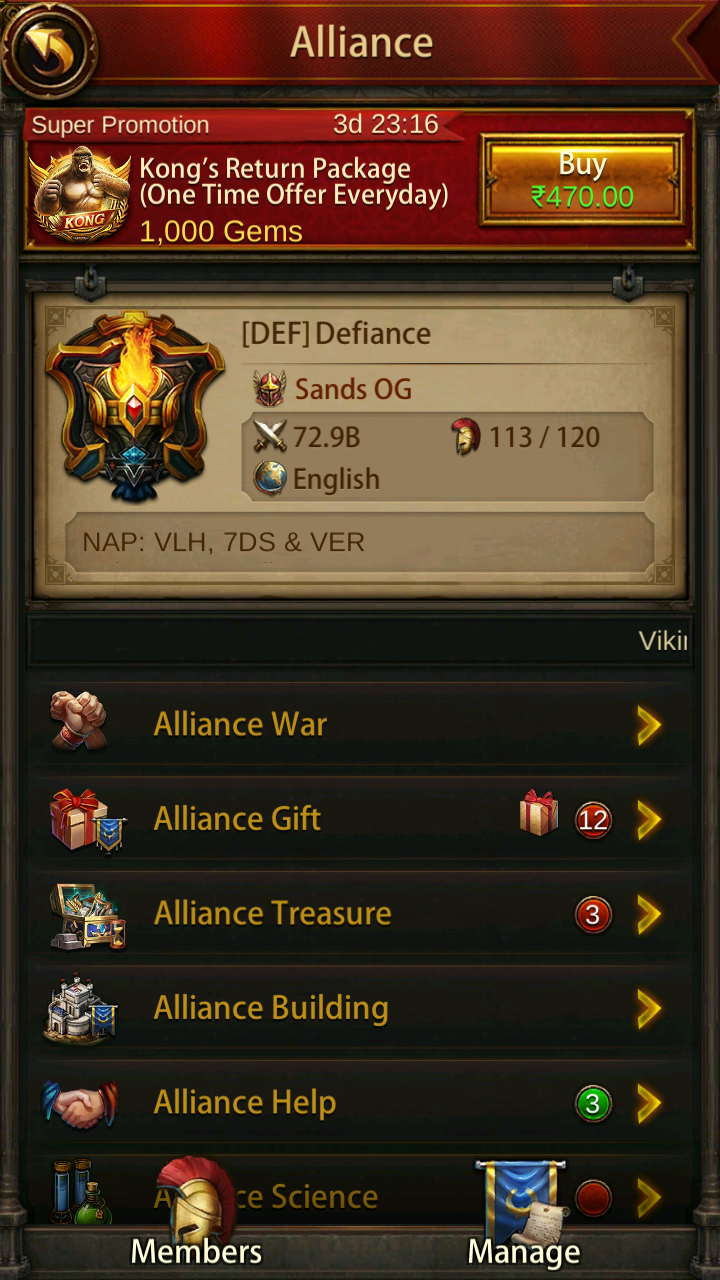 Alliance
Super Promotion
3d 23:16
Kong's Return Package
(One Time Offer Everyday)
1,000 Gems
KONG
Buy
₹470.00
[DEF]Defiance
Sands OG
72.9B
113 / 120
English
NAP: VLH, 7DS & VER
Alliance War
Alliance Gift
12
Alliance Treasure
3
Alliance Building
Alliance Help
3
Science
Members
Manage